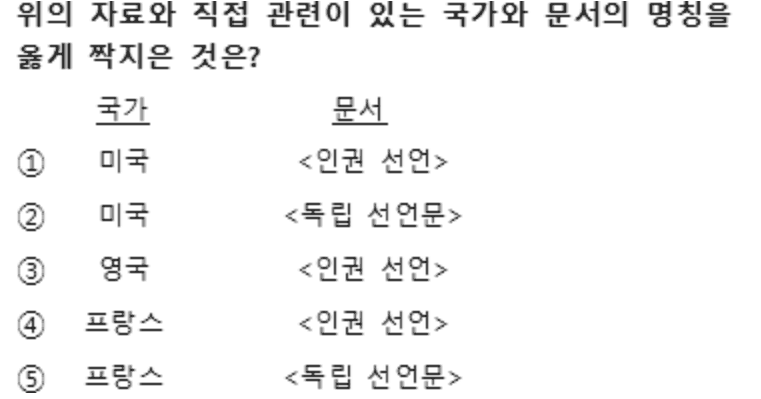 위의 자료와 직접 관련이 있는 국가와 문서의 명칭을
옳게 짝지은 것은?
국가 문서
① 미국 <인권 선언>
② 미국 <독립 선언문>
③ 영국 <인권 선언>
④ 프랑스 <인권 선언>
⑤ 프랑스 <독립 선언문>